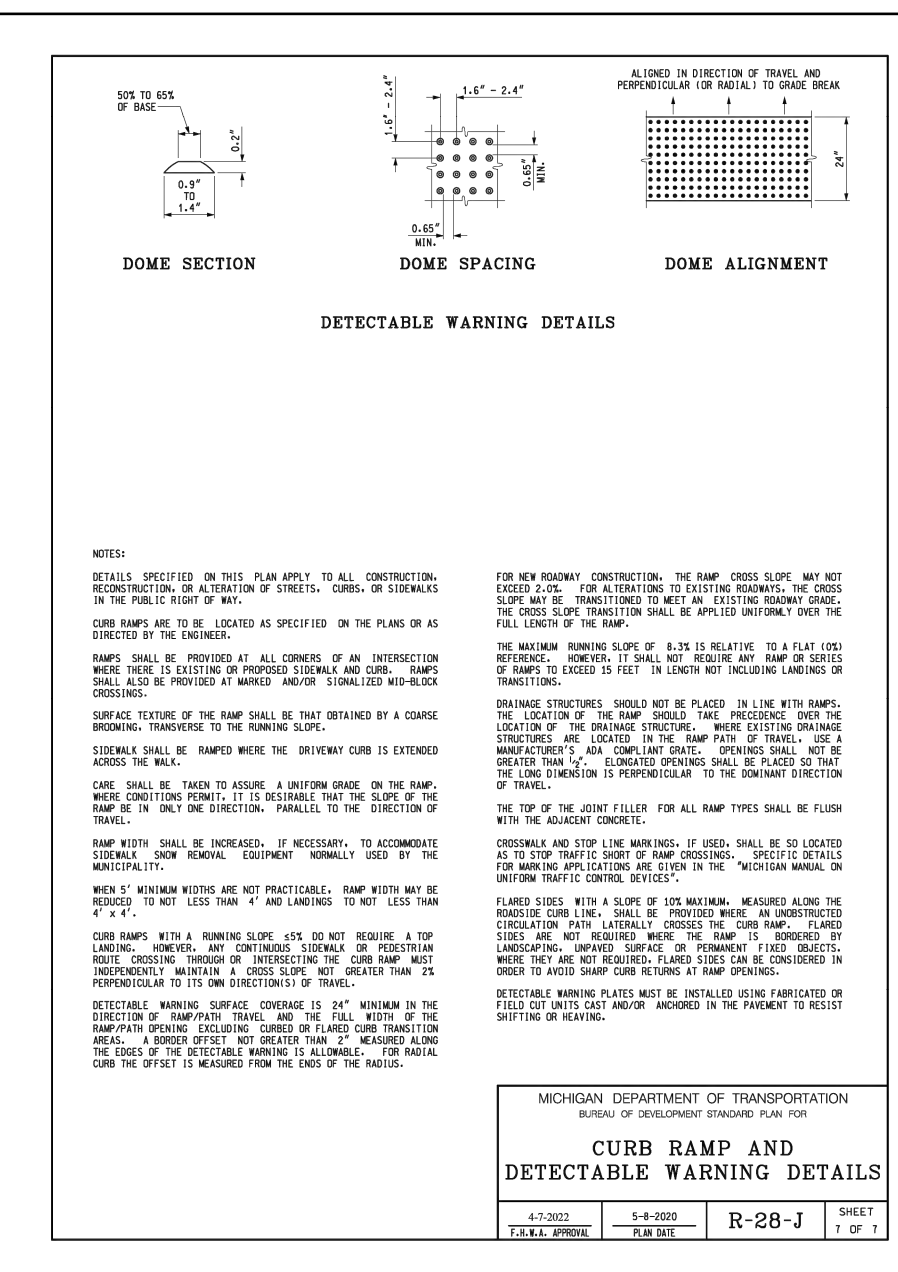 50% TO 65%
OF BASE
0.2"
0.9"
TO
1.4"
DOME SECTION
1.6" - 2.4"
1.6" - 2.4"
0.65"
MIN.
0.65"
MIN.
DOME SPACING
ALIGNED IN DIRECTION OF TRAVEL AND
PERPENDICULAR (OR RADIAL) TO GRADE BREAK
24"
DOME ALIGNMENT
DETECTABLE WARNING DETAILS
NOTES:
DETAILS SPECIFIED ON THIS PLAN APPLY TO ALL CONSTRUCTION,
RECONSTRUCTION, OR ALTERATION OF STREETS, CURBS, OR SIDEWALKS
IN THE PUBLIC RIGHT OF WAY.
CURB RAMPS ARE TO BE LOCATED AS SPECIFIED ON THE PLANS OR AS
DIRECTED BY THE ENGINEER.
RAMPS SHALL BE PROVIDED AT ALL CORNERS OF AN INTERSECTION
WHERE THERE IS EXISTING OR PROPOSED SIDEWALK AND CURB. RAMPS
SHALL ALSO BE PROVIDED AT MARKED AND/OR SIGNALIZED MID-BLOCK
CROSSINGS.
SURFACE TEXTURE OF THE RAMP SHALL BE THAT OBTAINED BY A COARSE
BROOMING, TRANSVERSE TO THE RUNNING SLOPE.
SIDEWALK SHALL BE RAMPED WHERE THE DRIVEWAY CURB IS EXTENDED
ACROSS THE WALK.
CARE SHALL BE TAKEN TO ASSURE A UNIFORM GRADE ON THE RAMP.
WHERE CONDITIONS PERMIT, IT IS DESIRABLE THAT THE SLOPE OF THE
RAMP BE IN ONLY ONE DIRECTION, PARALLEL TO THE DIRECTION OF
TRAVEL.
RAMP WIDTH SHALL BE INCREASED, IF NECESSARY, TO ACCOMMODATE
SIDEWALK SNOW REMOVAL EQUIPMENT NORMALLY USED BY THE
MUNICIPALITY.
WHEN 5' MINIMUM WIDTHS ARE NOT PRACTICABLE, RAMP WIDTH MAY BE
REDUCED TO NOT LESS THAN 4' AND LANDINGS TO NOT LESS THAN
4' x 4'.
CURB RAMPS WITH A RUNNING SLOPE ≤5% DO NOT REQUIRE A TOP
LANDING. HOWEVER, ANY CONTINUOUS SIDEWALK OR PEDESTRIAN
ROUTE CROSSING THROUGH OR INTERSECTING THE CURB RAMP MUST
INDEPENDENTLY MAINTAIN A CROSS SLOPE NOT GREATER THAN 2%
PERPENDICULAR TO ITS OWN DIRECTION(S) OF TRAVEL.
DETECTABLE WARNING SURFACE COVERAGE IS 24" MINIMUM IN THE
DIRECTION OF RAMP/PATH TRAVEL AND THE FULL WIDTH OF THE
RAMP/PATH OPENING EXCLUDING CURBED OR FLARED CURB TRANSITION
AREAS. A BORDER OFFSET NOT GREATER THAN 2" MEASURED ALONG
THE EDGES OF THE DETECTABLE WARNING IS ALLOWABLE. FOR RADIAL
CURB THE OFFSET IS MEASURED FROM THE ENDS OF THE RADIUS.
FOR NEW ROADWAY CONSTRUCTION, THE RAMP CROSS SLOPE MAY NOT
EXCEED 2.0%. FOR ALTERATIONS TO EXISTING ROADWAYS, THE CROSS
SLOPE MAY BE TRANSITIONED TO MEET AN EXISTING ROADWAY GRADE.
THE CROSS SLOPE TRANSITION SHALL BE APPLIED UNIFORMLY OVER THE
FULL LENGTH OF THE RAMP.
THE MAXIMUM RUNNING SLOPE OF 8.3% IS RELATIVE TO A FLAT (0%)
REFERENCE. HOWEVER, IT SHALL NOT REQUIRE ANY RAMP OR SERIES
OF RAMPS TO EXCEED 15 FEET IN LENGTH NOT INCLUDING LANDINGS OR
TRANSITIONS.
DRAINAGE STRUCTURES SHOULD NOT BE PLACED IN LINE WITH RAMPS.
THE LOCATION OF THE RAMP SHOULD TAKE PRECEDENCE OVER THE
LOCATION OF THE DRAINAGE STRUCTURE. WHERE EXISTING DRAINAGE
STRUCTURES ARE LOCATED IN THE RAMP PATH OF TRAVEL, USE A
MANUFACTURER'S ADA COMPLIANT GRATE. OPENINGS SHALL NOT BE
GREATER THAN 1/2". ELONGATED OPENINGS SHALL BE PLACED SO THAT
THE LONG DIMENSION IS PERPENDICULAR TO THE DOMINANT DIRECTION
OF TRAVEL.
THE TOP OF THE JOINT FILLER FOR ALL RAMP TYPES SHALL BE FLUSH
WITH THE ADJACENT CONCRETE.
CROSSWALK AND STOP LINE MARKINGS, IF USED, SHALL BE SO LOCATED
AS TO STOP TRAFFIC SHORT OF RAMP CROSSINGS. SPECIFIC DETAILS
FOR MARKING APPLICATIONS ARE GIVEN IN THE "MICHIGAN MANUAL ON
UNIFORM TRAFFIC CONTROL DEVICES".
FLARED SIDES WITH A SLOPE OF 10% MAXIMUM, MEASURED ALONG THE
ROADSIDE CURB LINE, SHALL BE PROVIDED WHERE AN UNOBSTRUCTED
CIRCULATION PATH LATERALLY CROSSES THE CURB RAMP. FLARED
SIDES ARE NOT REQUIRED WHERE THE RAMP IS BORDERED BY
LANDSCAPING, UNPAVED SURFACE OR PERMANENT FIXED OBJECTS.
WHERE THEY ARE NOT REQUIRED, FLARED SIDES CAN BE CONSIDERED IN
ORDER TO AVOID SHARP CURB RETURNS AT RAMP OPENINGS.
DETECTABLE WARNING PLATES MUST BE INSTALLED USING FABRICATED OR
FIELD CUT UNITS CAST AND/OR ANCHORED IN THE PAVEMENT TO RESIST
SHIFTING OR HEAVING.
MICHIGAN DEPARTMENT OF TRANSPORTATION
BUREAU OF DEVELOPMENT STANDARD PLAN FOR
CURB RAMP AND
DETECTABLE WARNING DETAILS
4-7-2022
F.H.W.A. APPROVAL
5-8-2020
PLAN DATE
R-28-J
SHEET
7 OF 7